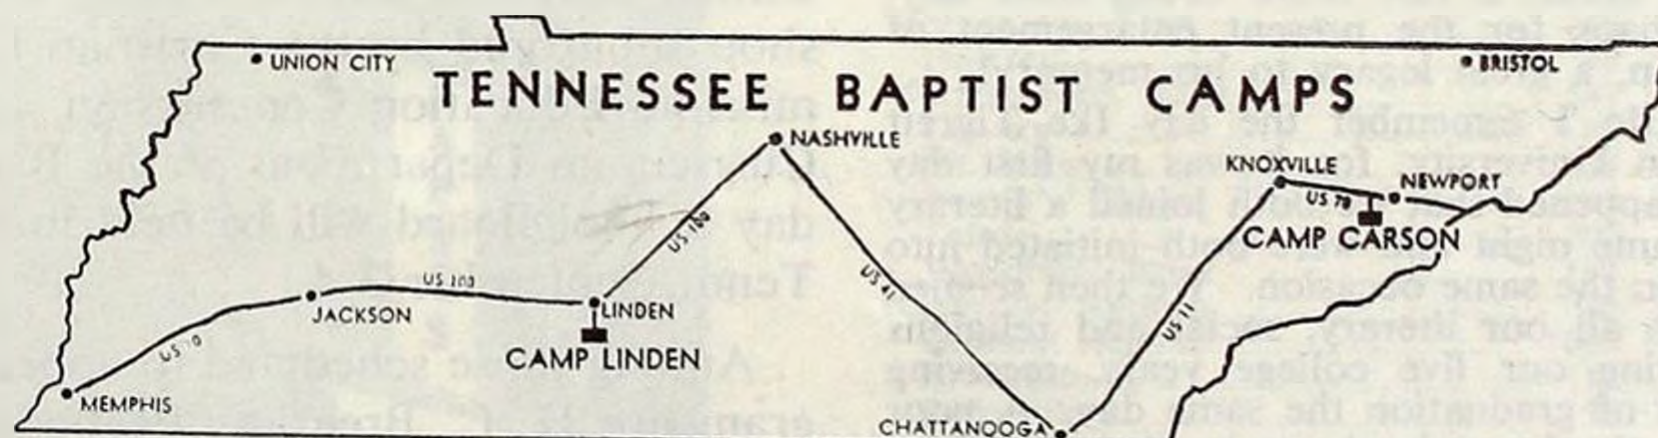 UNION CITY
BRISTOL
TENNESSEE BAPTIST CAMPS
NASHVILLE
KNOXVILLE
NEWPORT
US 70
US 100
CAMP CARSON
US 41
US 100
JACKSON
LINDEN
US 11
US 70
CAMP LINDEN
MEMPHIS
CHATTANOOGA